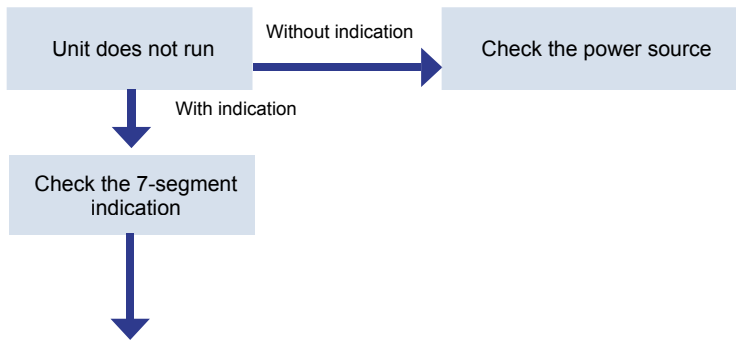 Unit does not run
Without indication
Check the power source
With indication
Check the 7-segment
indication